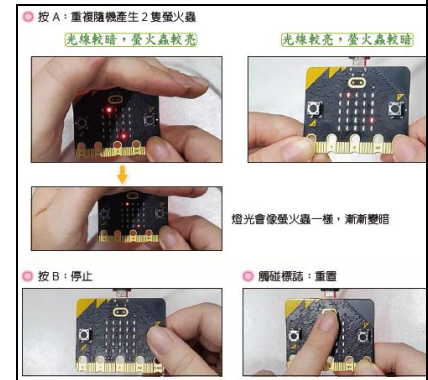 按 A：重複隨機產生 2 隻螢火蟲
光線較暗，螢火蟲較亮
光線較亮，螢火蟲較暗
燈光會像螢火蟲一樣，漸漸變暗
按 B：停止
觸碰標誌：重置